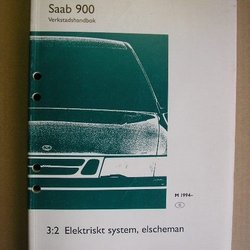 Saab 900
Verkstadshandbok
M 1994–
3:2 Elektriskt system, elscheman